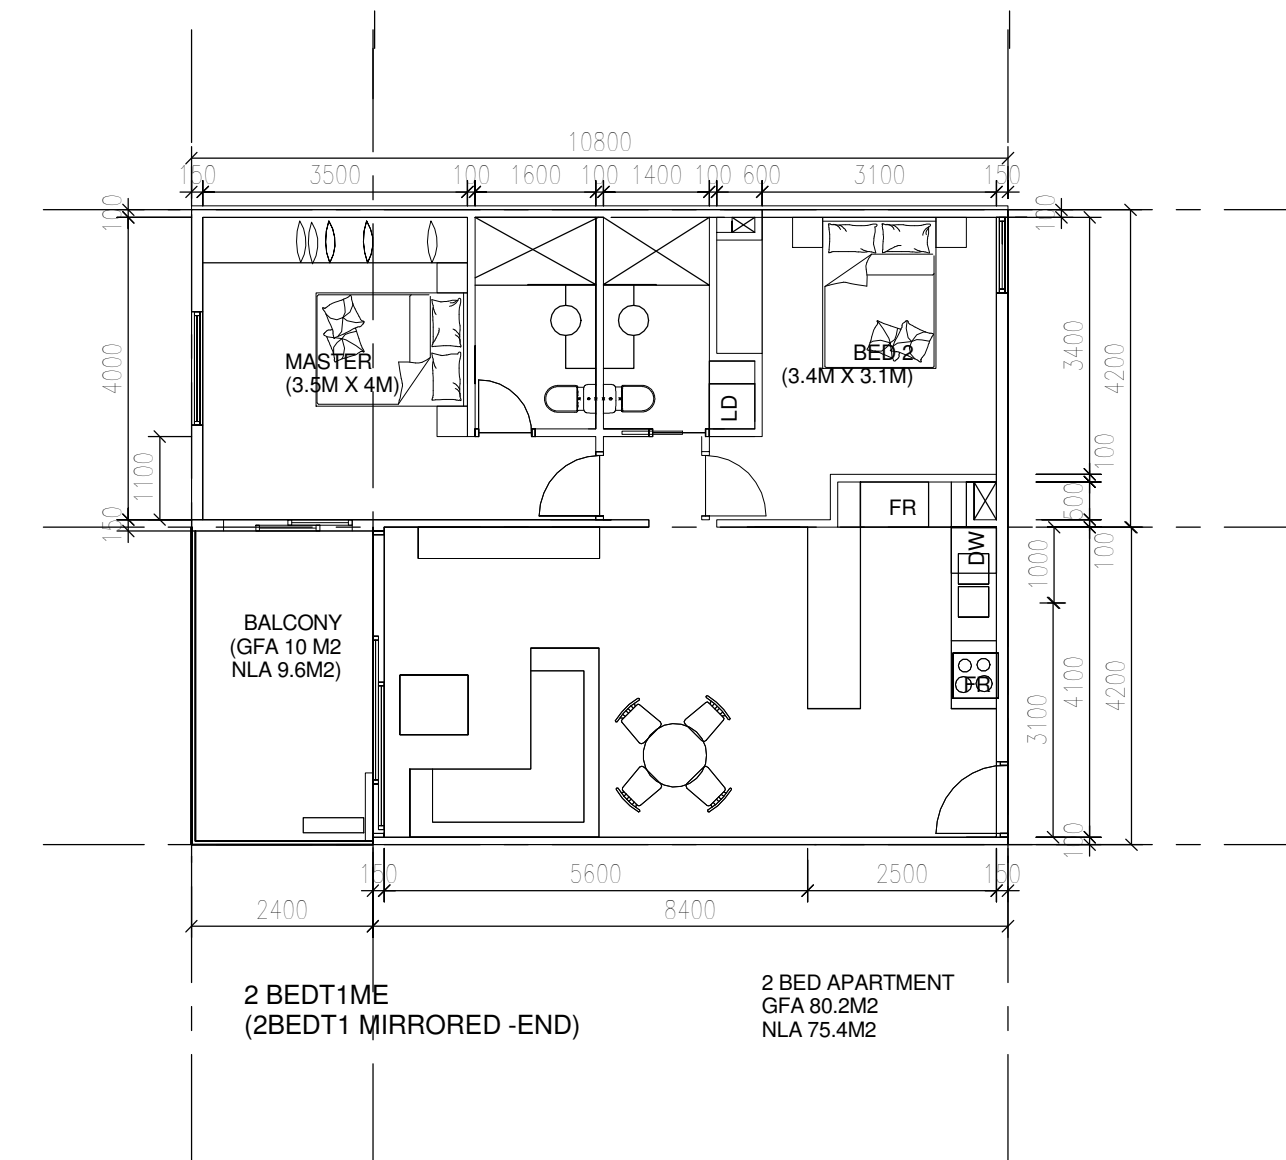 10800
150 3500 100 1600 100 1400 100 600 3100 150
100
100
4000
3400
4200
MASTER
(3.5M X 4M)
BED 2
(3.4M X 3.1M)
LD
1100
100
150
500
FR
DW
1000
100
BALCONY
(GFA 10 M2
NLA 9.6M2)
FR
3100
4100
4200
100
150 5600 2500 150
2400 8400
2 BEDT1ME
(2BEDT1 MIRRORED -END)
2 BED APARTMENT
GFA 80.2M2
NLA 75.4M2